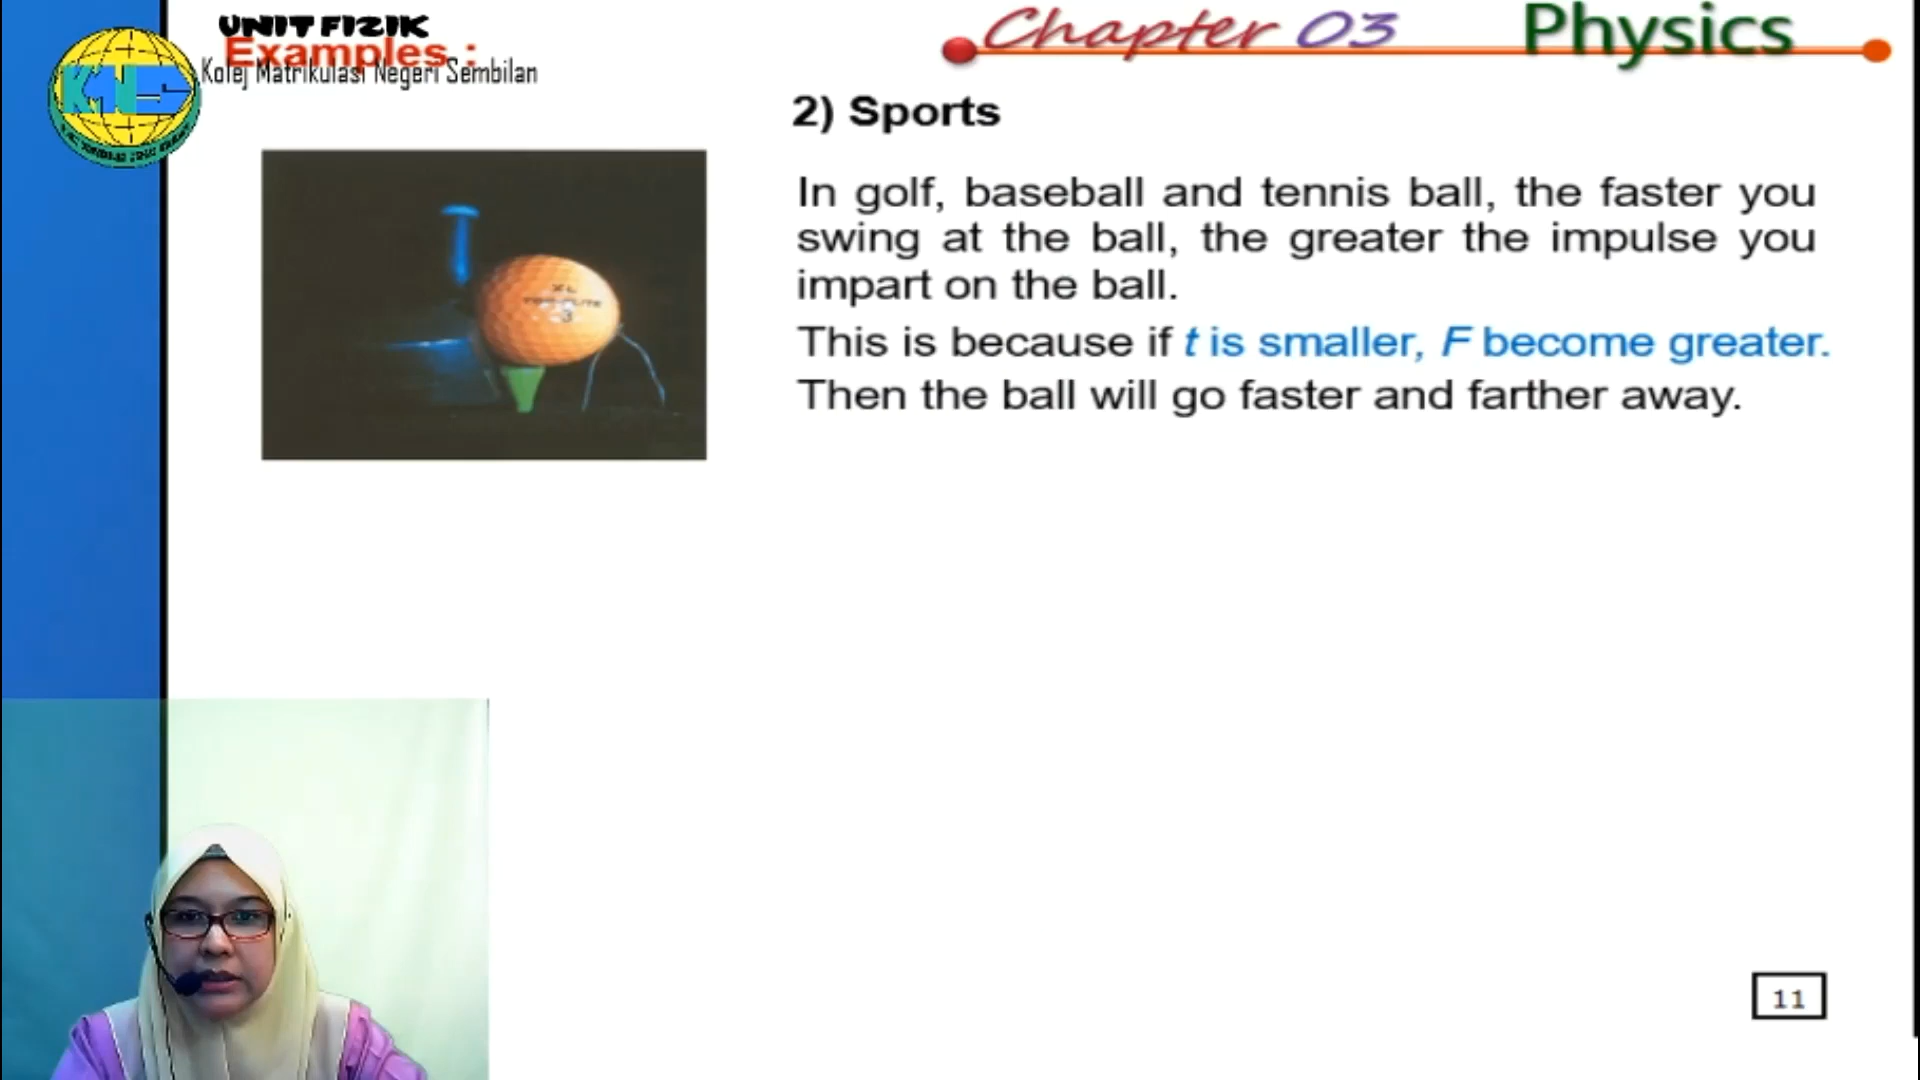 UNIT FIZIK
Examples :
Kolej Matrikulasi Negeri Sembilan
Chapter 03
Physics
2) Sports
In golf, baseball and tennis ball, the faster you
swing at the ball, the greater the impulse you
impart on the ball.
This is because if t is smaller, F become greater.
Then the ball will go faster and farther away.
XL
3
11